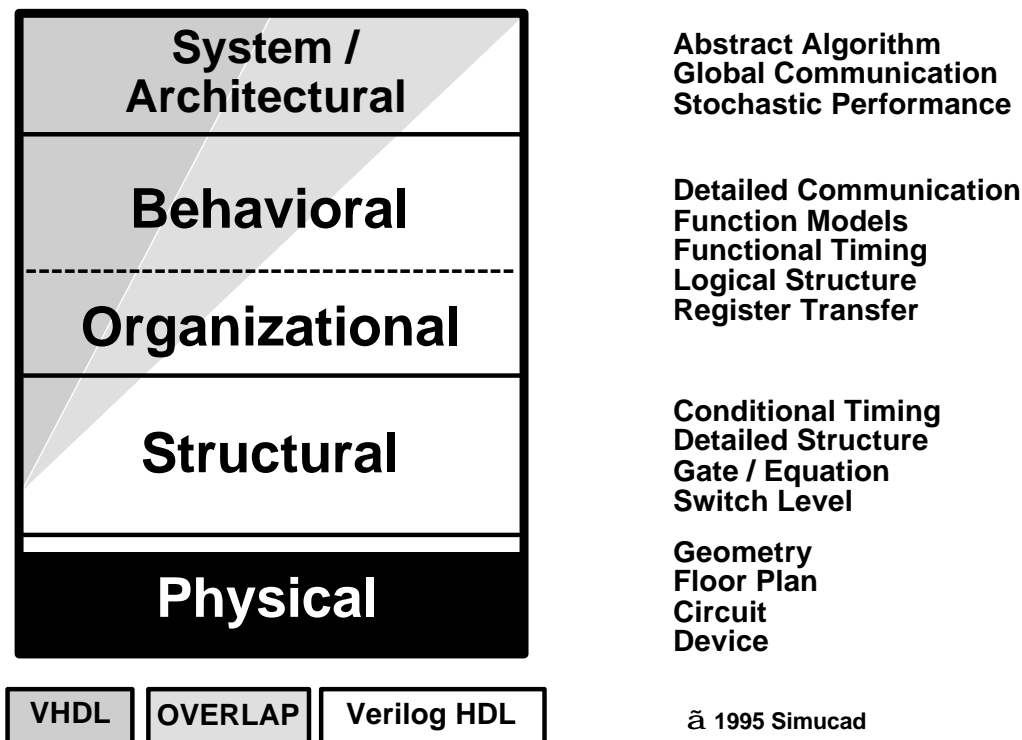 System /
Architectural
Abstract Algorithm
Global Communication
Stochastic Performance
Behavioral
Organizational
Detailed Communication
Function Models
Functional Timing
Logical Structure
Register Transfer
Structural
Conditional Timing
Detailed Structure
Gate / Equation
Switch Level
Physical
Geometry
Floor Plan
Circuit
Device
VHDL
OVERLAP
Verilog HDL
ã 1995 Simucad